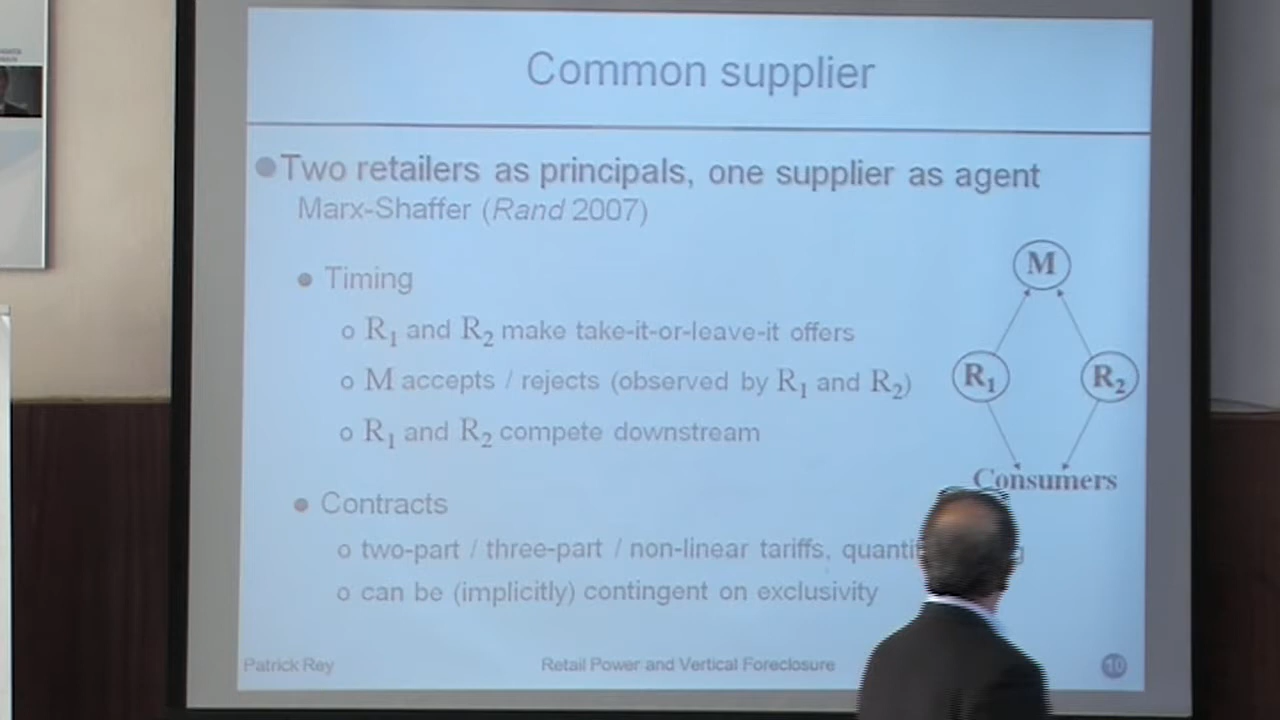 Common supplier
Two retailers as principals, one supplier as agent
Marx-Shaffer (Rand 2007)
Timing
R1 and R2 make take-it-or-leave-it offers
M accepts / rejects (observed by R1 and R2)
R1 and R2 compete downstream
M
R1 R2
Consumers
Contracts
two-part / three-part / non-linear tariffs,
can be (implicitly) contingent on exclusivity
Patrick Rey
Retail Power and Vertical Foreclosure
10